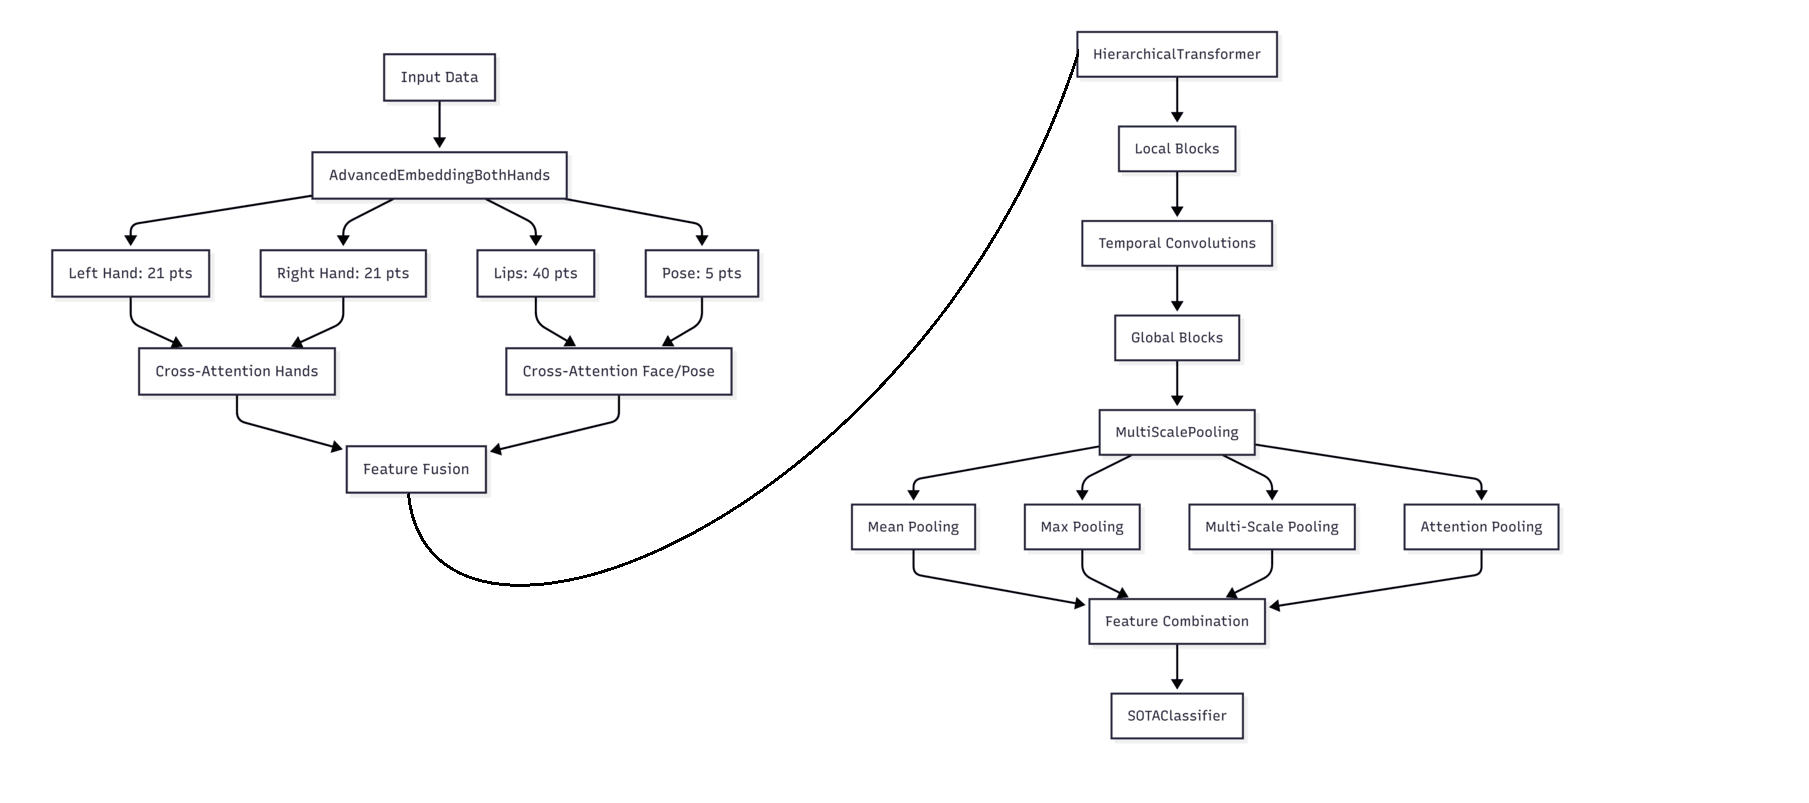 Input Data
AdvancedEmbeddingBothHands
Left Hand: 21 pts
Right Hand: 21 pts
Lips: 40 pts
Pose: 5 pts
Cross-Attention Hands
Cross-Attention Face/Pose
Feature Fusion
HierarchicalTransformer
Local Blocks
Temporal Convolutions
Global Blocks
MultiScalePooling
Mean Pooling
Max Pooling
Multi-Scale Pooling
Attention Pooling
Feature Combination
SOTAClassifier